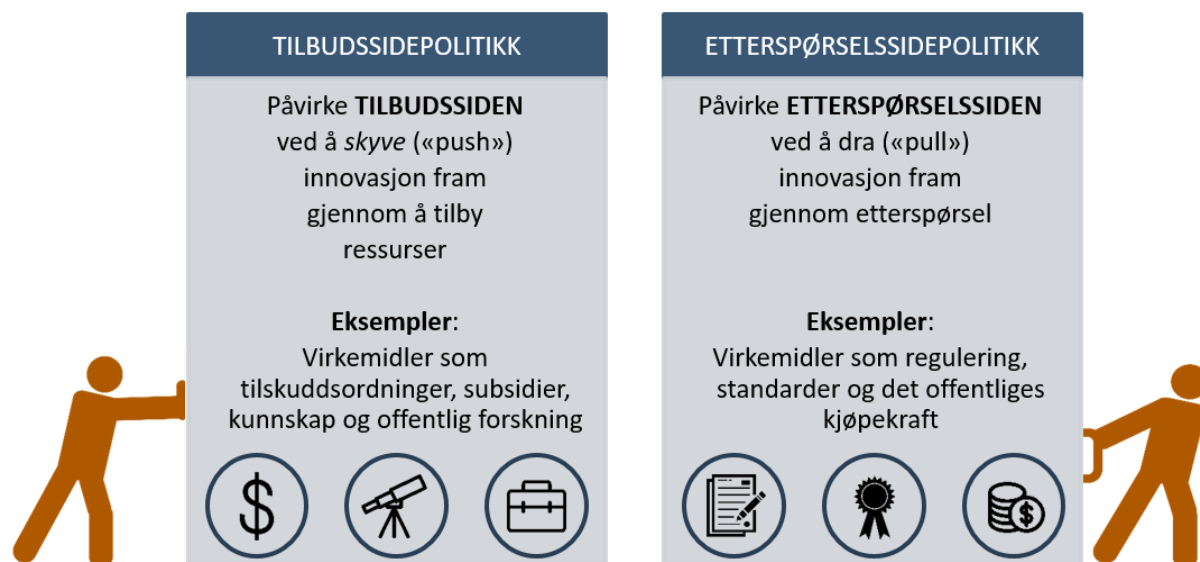 TILBUDSSIDEPOLITIKK
Påvirke TILBUDSSIDEN
ved å skyve («push»)
innovasjon fram
gjennom å tilby
ressurser
Eksempler:
Virkemidler som
tilskuddsordninger, subsidier,
kunnskap og offentlig forskning
$
ETTERSPØRSELSSIDEPOLITIKK
Påvirke ETTERSPØRSELSSIDEN
ved å dra («pull»)
innovasjon fram
gjennom etterspørsel
Eksempler:
Virkemidler som regulering,
standarder og det offentliges
kjøpekraft
$